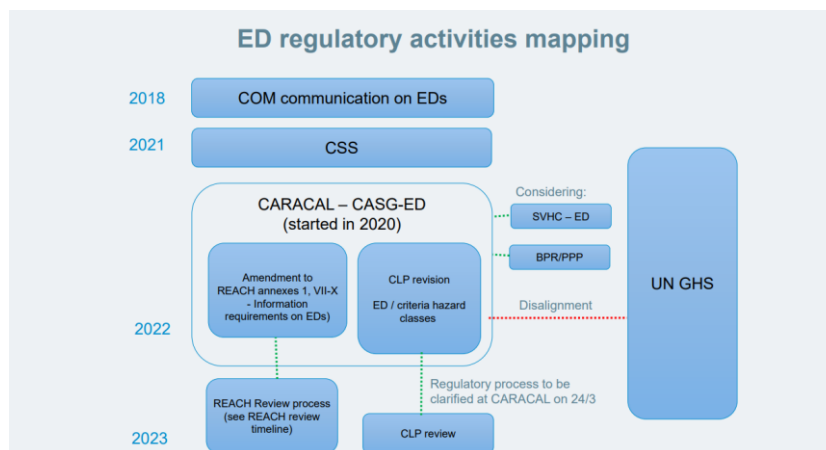 ED regulatory activities mapping
2018
COM communication on EDs
2021
CSS
CARACAL – CASG-ED
(started in 2020)
Considering:
SVHC – ED
BPR/PPP
Amendment to
REACH annexes 1, VII-X
- Information
requirements on EDs)
CLP revision
ED / criteria hazard
classes
UN GHS
Disalignment
2022
Regulatory process to be
clarified at CARACAL on 24/3
REACH Review process
(see REACH review
timeline)
CLP review
2023